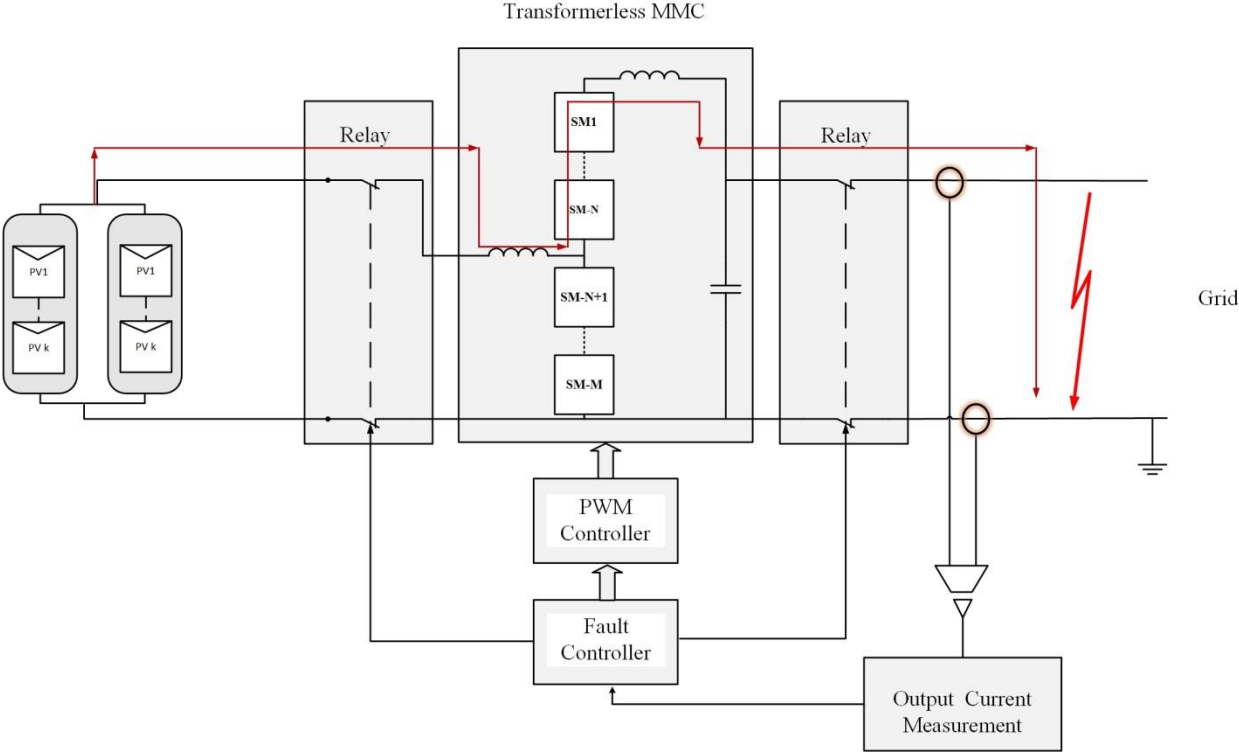 Transformerless MMC
Relay
Relay
SM1
SM-N
SM-N+1
SM-M
PV1
PV k
PV1
PV k
Grid
PWM
Controller
Fault
Controller
Output Current
Measurement